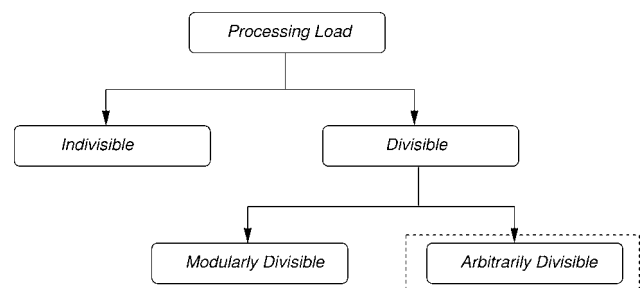 Processing Load
Indivisible
Divisible
Modularly Divisible
Arbitrarily Divisible